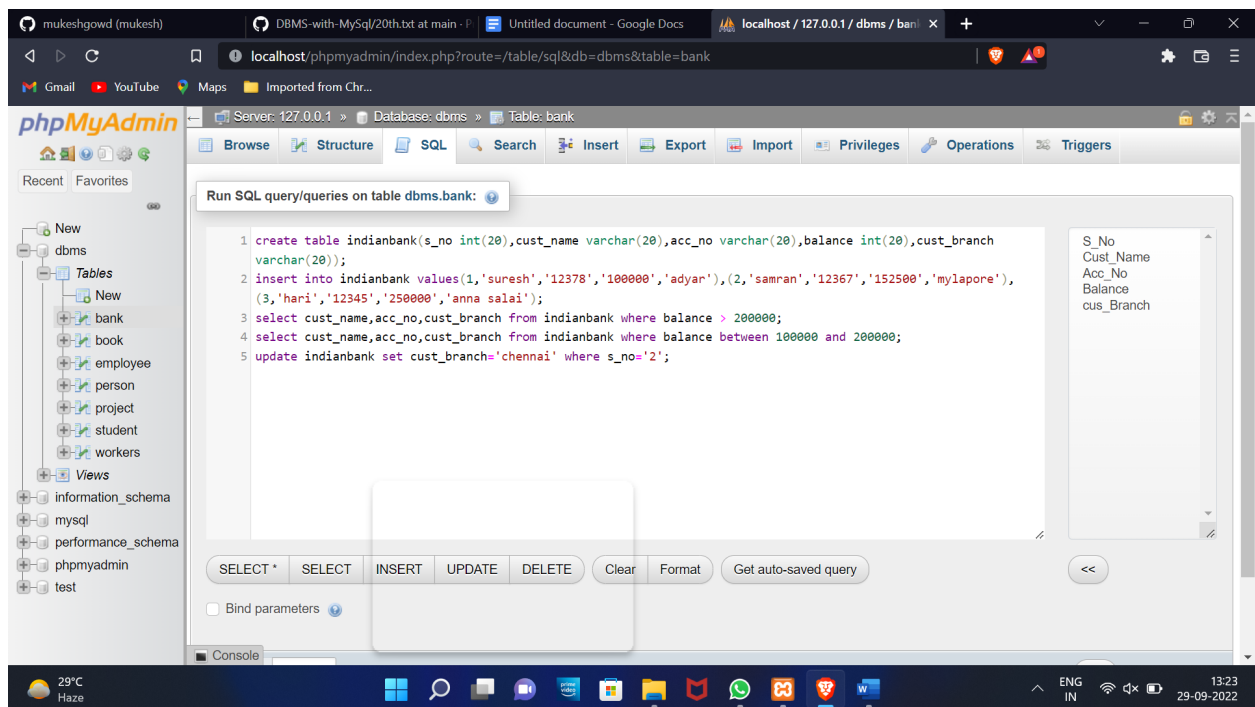 mukeshgowd (mukesh)
DBMS-with-MySql/20th.txt at main · P
Untitled document - Google Docs
localhost / 127.0.0.1 / dbms / ban
localhost/phpmyadmin/index.php?route=/table/sql&db=dbms&table=bank
1
Gmail
YouTube
Maps
Imported from Chr...
phpMyAdmin
Recent Favorites
New
dbms
Tables
New
bank
book
employee
person
project
student
workers
Views
information_schema
mysql
performance_schema
phpmyadmin
test
Server: 127.0.0.1 » Database: dbms » Table: bank
Browse Structure SQL Search Insert Export Import Privileges Operations Triggers
Run SQL query/queries on table dbms.bank:
1 create table indianbank(s_no int(20),cust_name varchar(20),acc_no varchar(20),balance int(20),cust_branch
varchar(20));
2 insert into indianbank values(1,'suresh','12378','100000','adyar'),(2,'samran','12367','152500','mylapore'),
(3,'hari','12345','250000','anna salai');
3 select cust_name,acc_no,cust_branch from indianbank where balance > 200000;
4 select cust_name,acc_no,cust_branch from indianbank where balance between 100000 and 200000;
5 update indianbank set cust_branch='chennai' where s_no='2';
S_No
Cust_Name
Acc_No
Balance
cus_Branch
SELECT * SELECT INSERT UPDATE DELETE Clear Format Get auto-saved query
<<
Bind parameters
Console
29°C
Haze
prime video
ENG
IN
13:23
29-09-2022